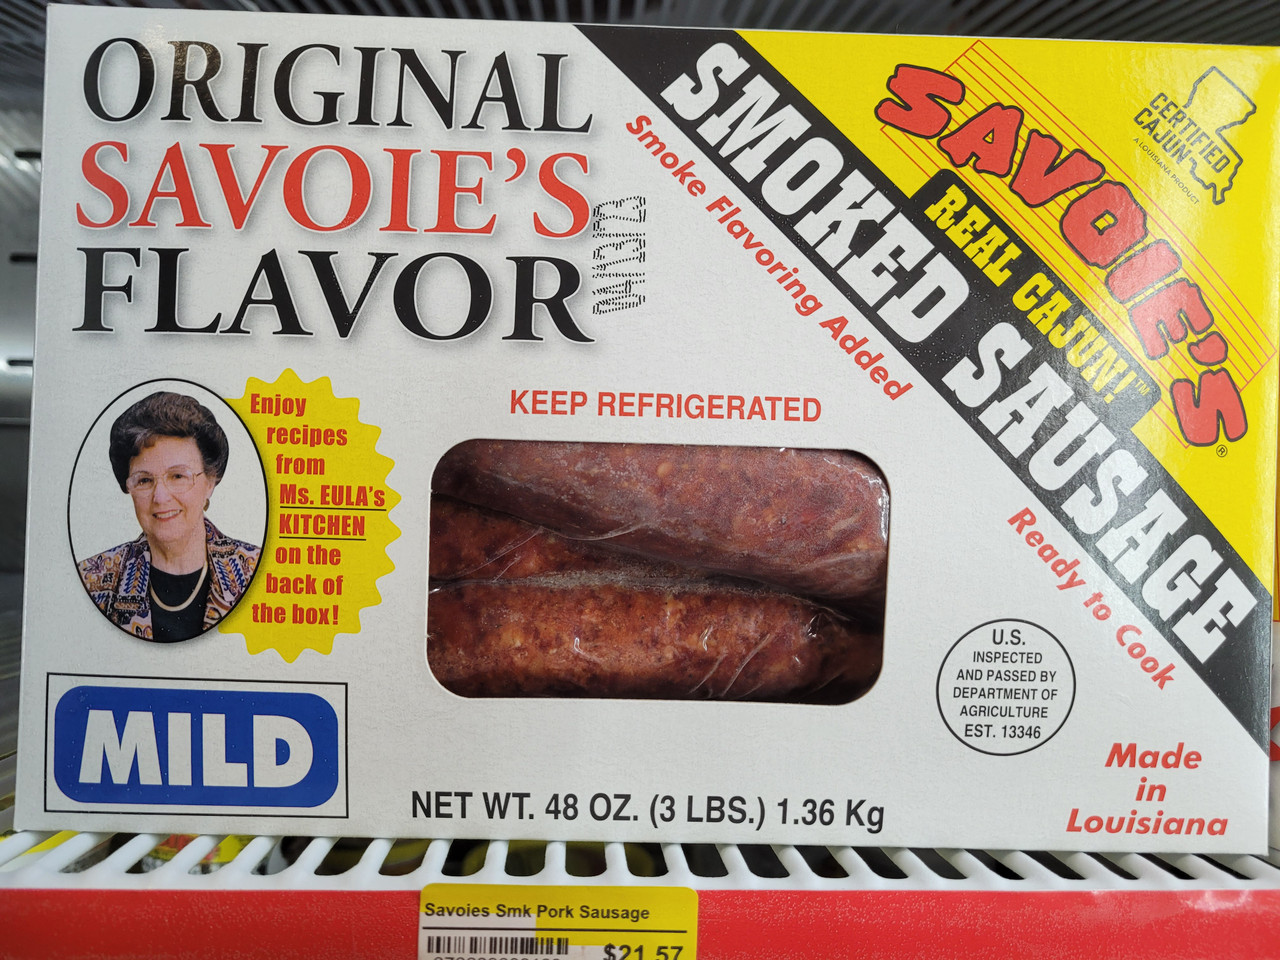 ORIGINAL
SAVOIE'S
FLAVOR
SMOKED SAUSAGE
Smoke Flavoring Added
Ready to Cook
SAVOIE'S®
REAL CAJUN!™
CERTIFIED
CAJUN
A LOUISIANA PRODUCT
KEEP REFRIGERATED
Enjoy
recipes
from
Ms. EULA's
KITCHEN
on the
back of
the box!
MILD
U.S.
INSPECTED
AND PASSED BY
DEPARTMENT OF
AGRICULTURE
EST. 13346
Made
in
Louisiana
NET WT. 48 OZ. (3 LBS.) 1.36 Kg
Savoies Smk Pork Sausage
$21.57